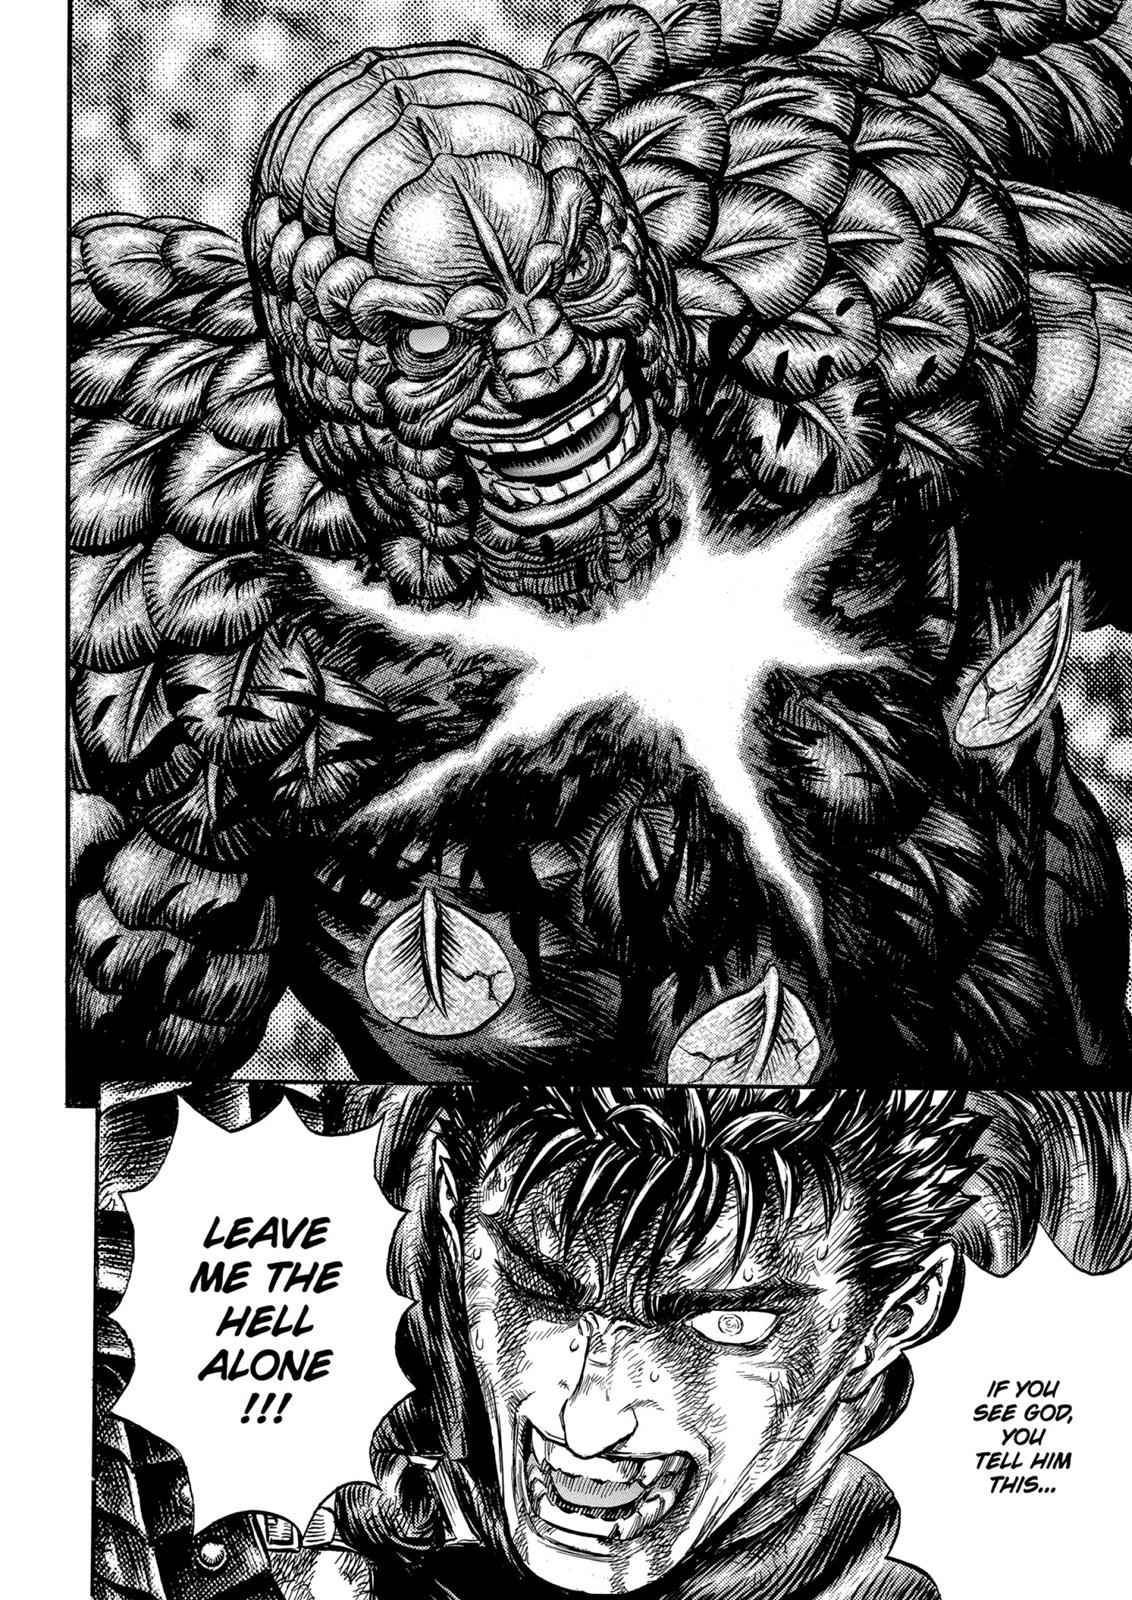 IF YOU
SEE GOD,
YOU
TELL HIM
THIS...
LEAVE
ME THE
HELL
ALONE
!!!